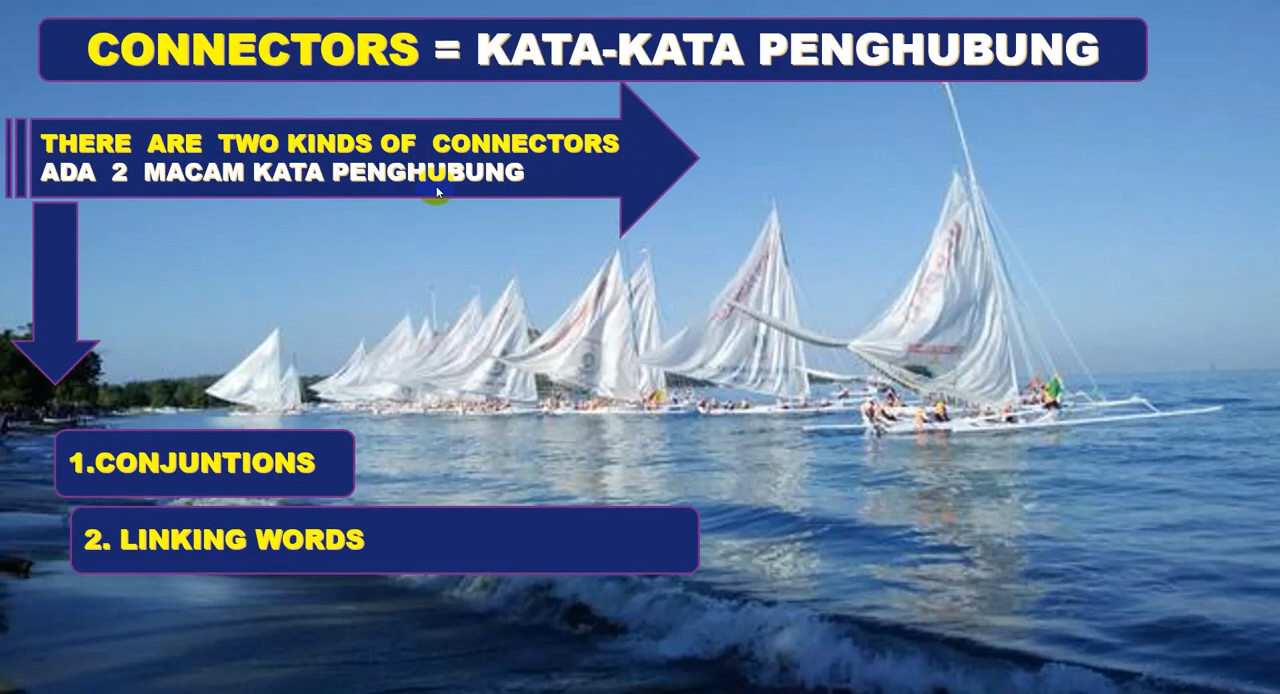 CONNECTORS = KATA-KATA PENGHUBUNG
THERE ARE TWO KINDS OF CONNECTORS
ADA 2 MACAM KATA PENGHUBUNG
1.CONJUNTIONS
2. LINKING WORDS